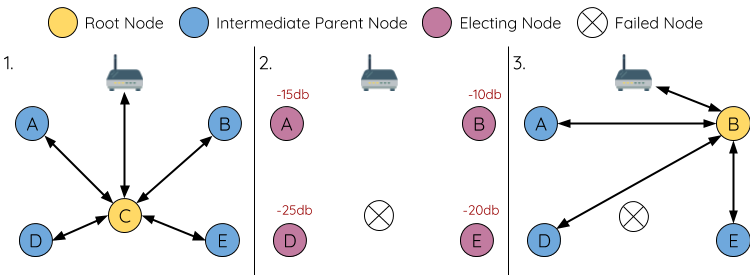 Root Node Intermediate Parent Node Electing Node Failed Node
1.
A
B
C
D
E
2.
-15db
-10db
A
B
-25db
-20db
D
E
3.
A
B
D
E